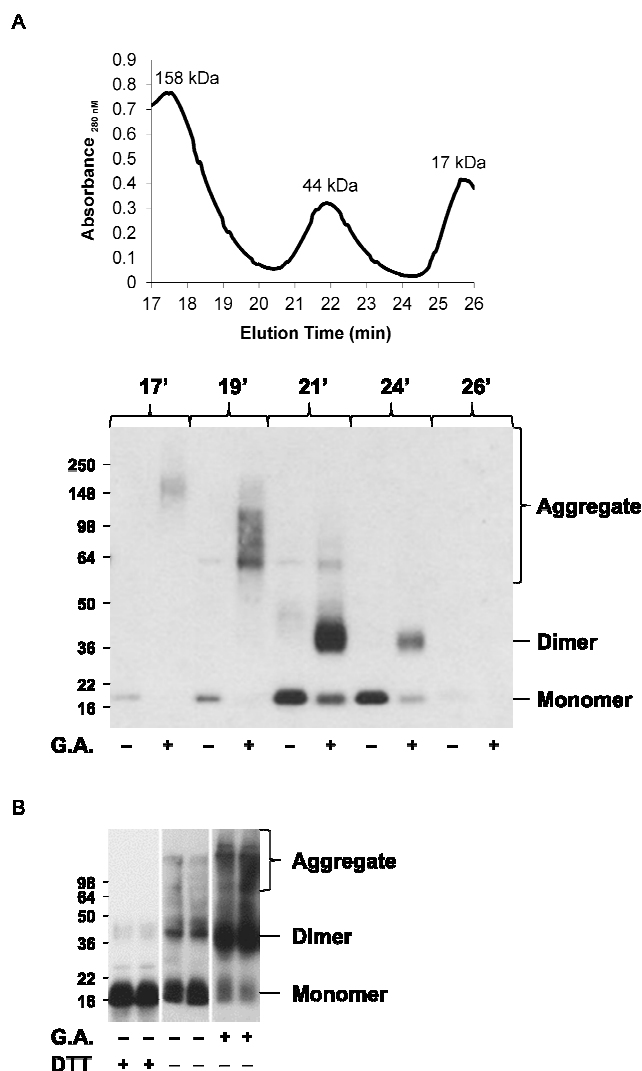 A
0.9
0.8
0.7
0.6
0.5
0.4
0.3
0.2
0.1
0
Absorbance 280 nM
158 kDa
44 kDa
17 kDa
17 18 19 20 21 22 23 24 25 26
Elution Time (min)
17’ 19’ 21’ 24’ 26’
250
148
98
64
50
36
22
16
Aggregate
Dimer
Monomer
G.A. – + – + – + – + – +
B
98
64
50
36
22
16
Aggregate
Dimer
Monomer
G.A. – – – – + +
DTT + + – – – –